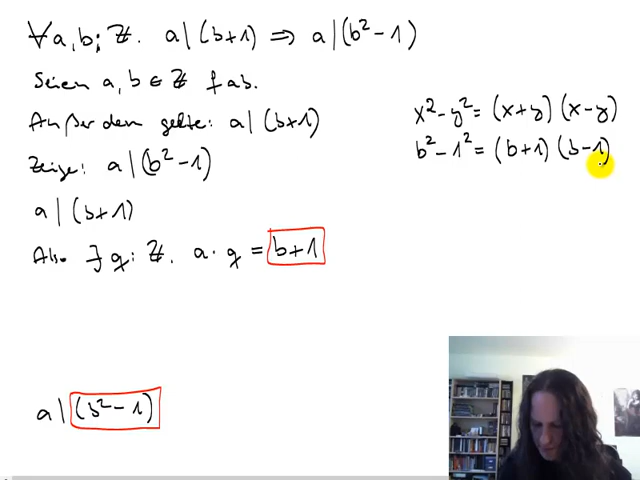 ∀a,b:ℤ. a|(b+1) ⟹ a|(b²-1)
Seien a, b ∈ ℤ f ab.
Außerdem gelte: a|(b+1)
Zeige: a|(b²-1)
a|(b+1)
Also ∃q:ℤ. a·q = b+1
a|(b²-1)
x²-y² = (x+y)(x-y)
b²-1² = (b+1)(b-1)